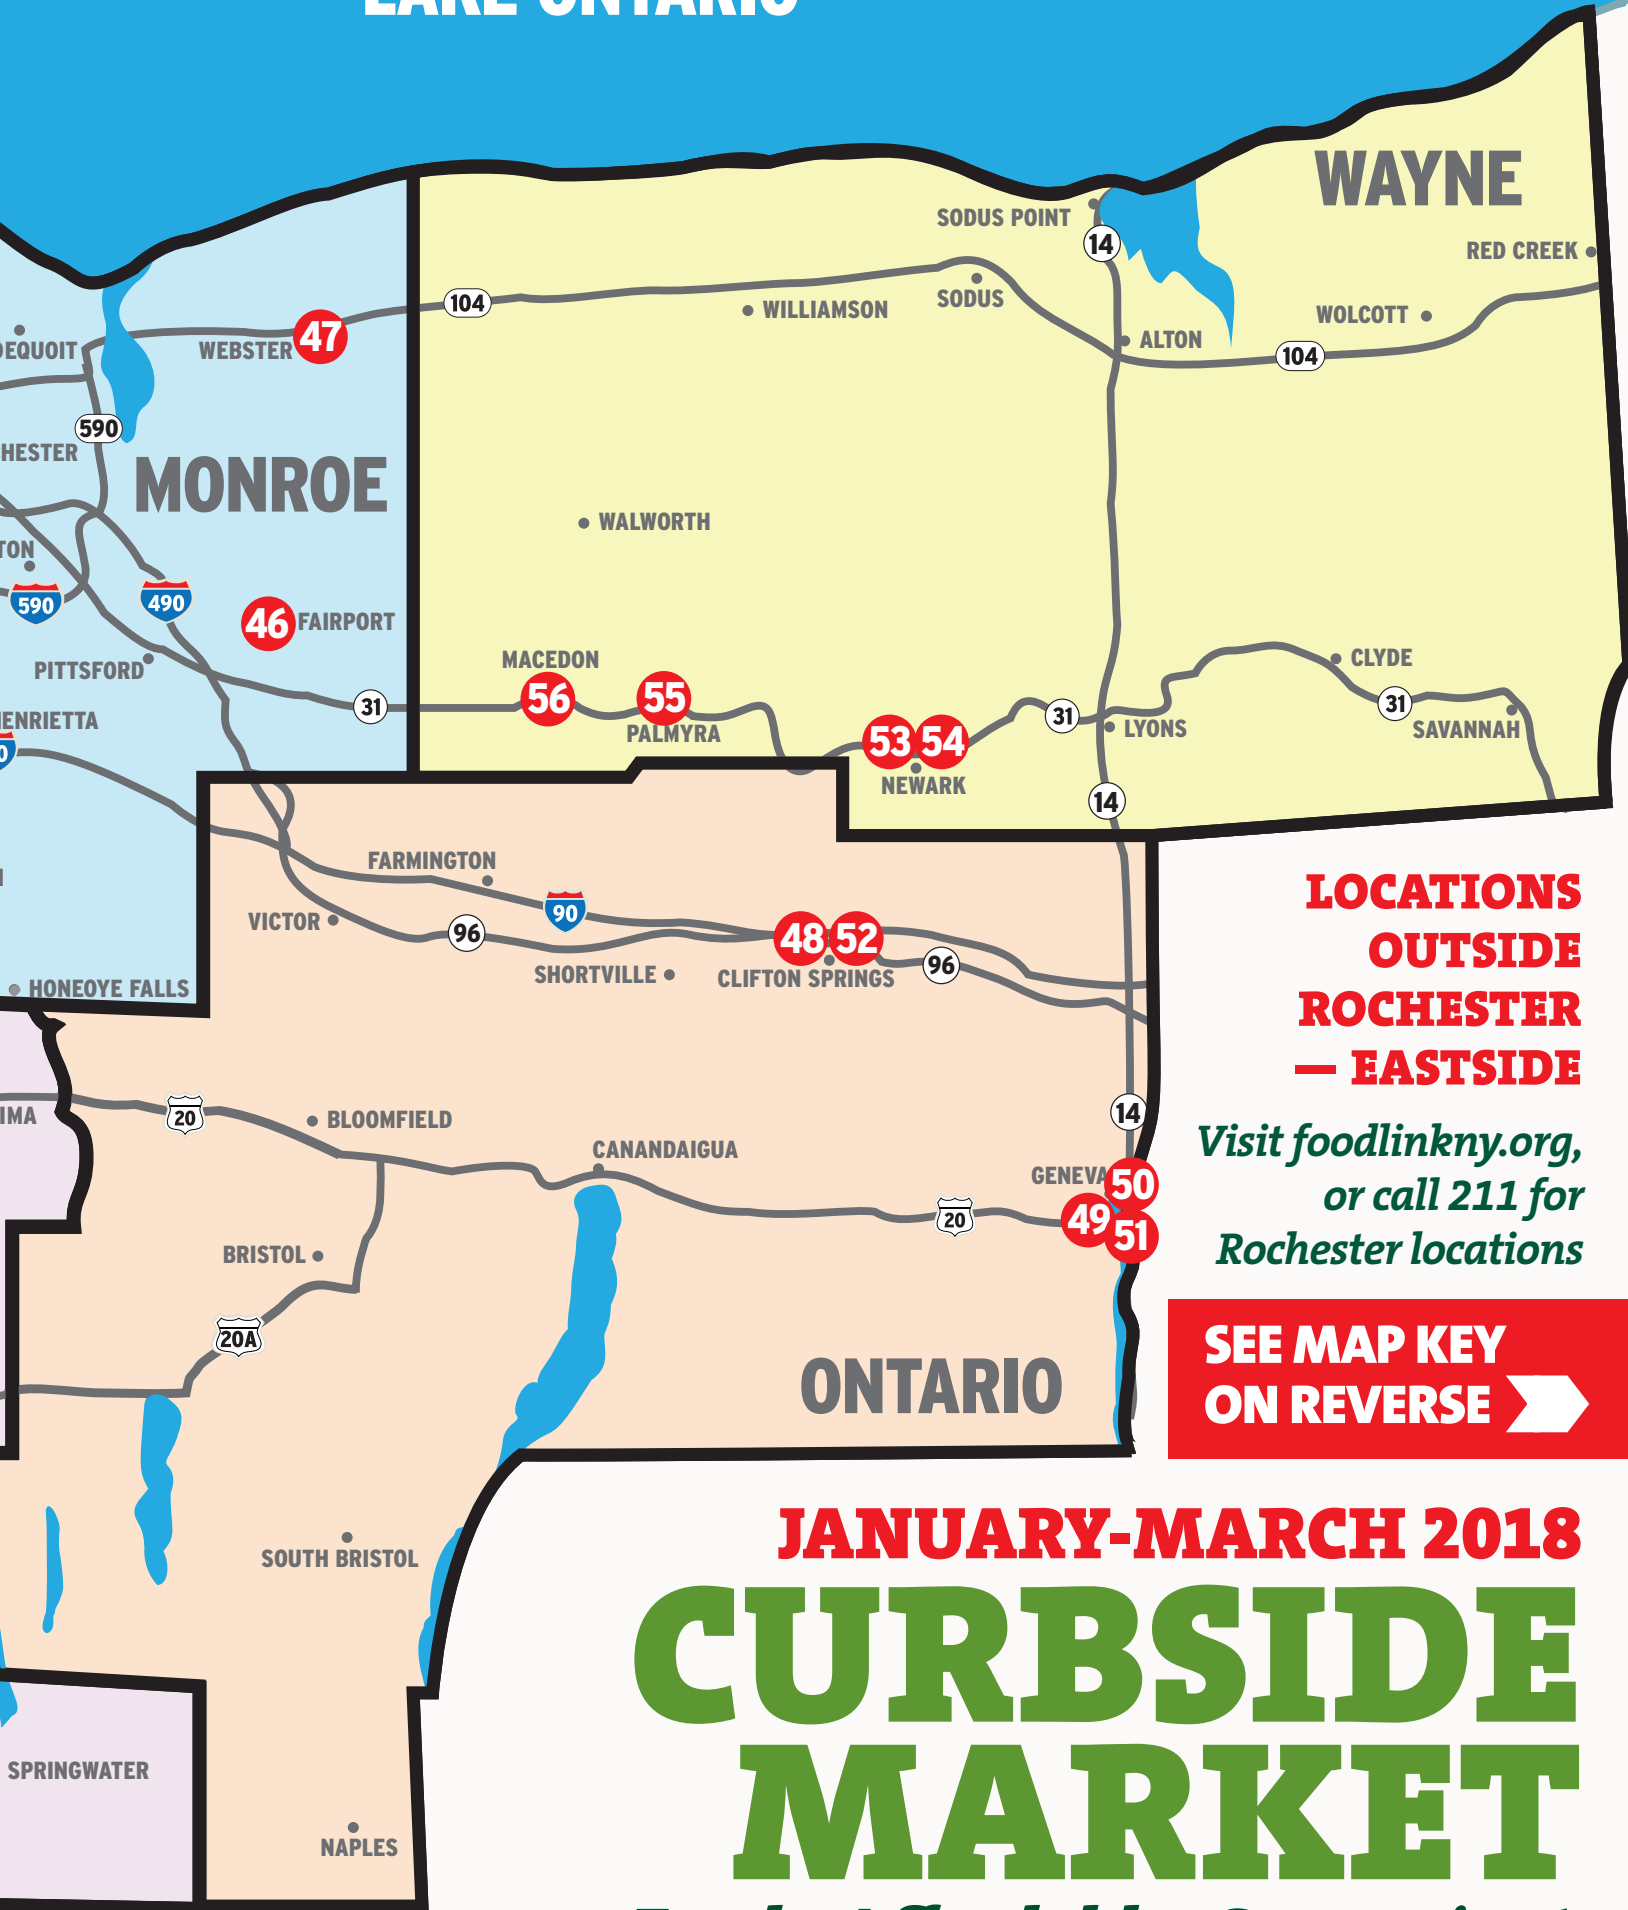 LAKE ONTARIO
WAYNE
SODUS POINT
14
RED CREEK
104
SODUS
WILLIAMSON
WOLCOTT
47
WEBSTER
ALTON
104
590
MONROE
WALWORTH
590
490
46 FAIRPORT
PITTSFORD
MACEDON
56
55
PALMYRA
31
CLYDE
31
31
LYONS
SAVANNAH
53 54
NEWARK
14
FARMINGTON
90
VICTOR
96
48 52
SHORTVILLE
CLIFTON SPRINGS
96
HONEOYE FALLS
LOCATIONS
OUTSIDE
ROCHESTER
— EASTSIDE
20
BLOOMFIELD
14
CANANDAIGUA
GENEVA
50
49
51
20
Visit foodlinkny.org,
or call 211 for
Rochester locations
BRISTOL
20A
ONTARIO
SEE MAP KEY
ON REVERSE
SOUTH BRISTOL
JANUARY-MARCH 2018
CURBSIDE
MARKET
SPRINGWATER
NAPLES